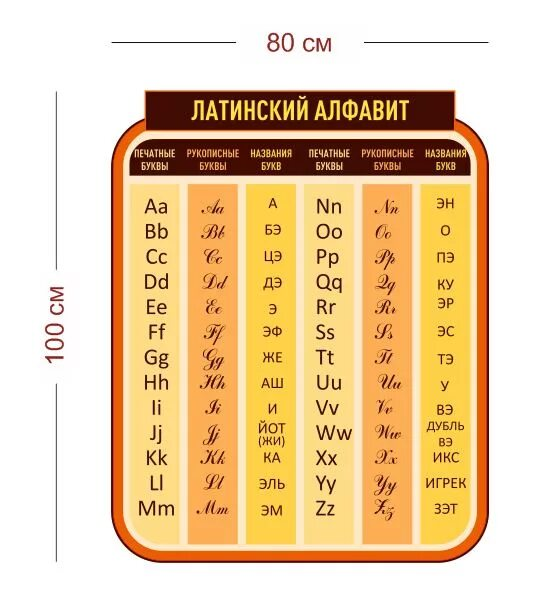 80 см
100 см
ЛАТИНСКИЙ АЛФАВИТ
ПЕЧАТНЫЕ БУКВЫ РУКОПИСНЫЕ БУКВЫ НАЗВАНИЯ БУКВ ПЕЧАТНЫЕ БУКВЫ РУКОПИСНЫЕ БУКВЫ НАЗВАНИЯ БУКВ
Aa Aa А Nn Nn ЭН
Bb Bb БЭ Oo Oo О
Cc Cc ЦЭ Pp Pp ПЭ
Dd Dd ДЭ Qq Qq КУ
Ee Ee Э Rr Rr ЭР
Ff Ff ЭФ Ss Ss ЭС
Gg Gg ЖЕ Tt Tt ТЭ
Hh Hh АШ Uu Uu У
Ii Ii И Vv Vv ВЭ
Jj Jj ЙОТ (ЖИ) Ww Ww ДУБЛЬ ВЭ
Kk Kk КА Xx Xx ИКС
Ll Ll ЭЛЬ Yy Yy ИГРЕК
Mm Mm ЭМ Zz Zz ЗЭТ